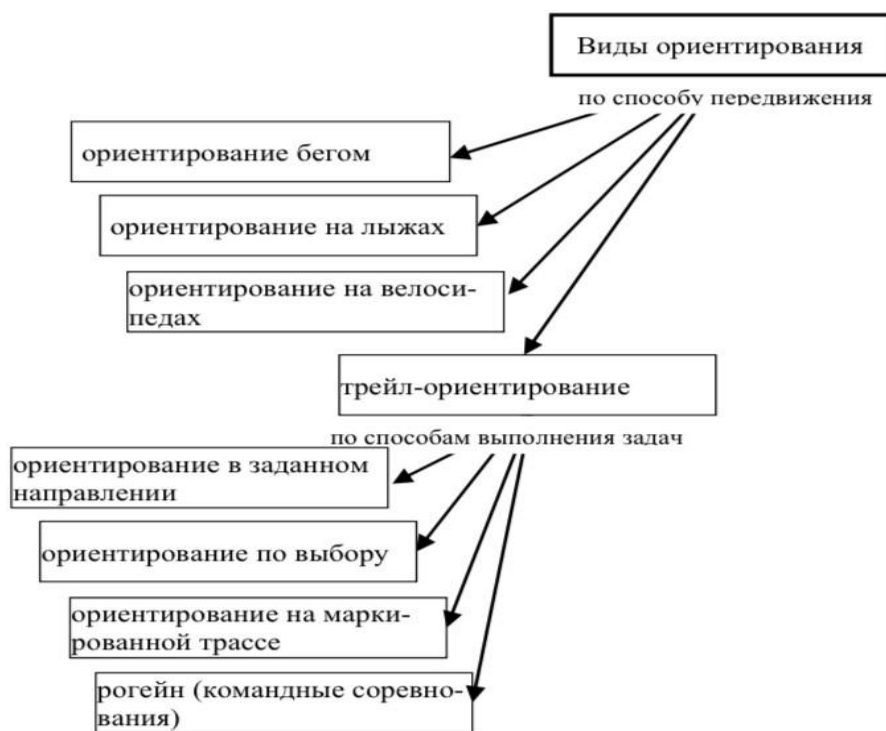 Виды ориентирования
по способу передвижения
ориентирование бегом
ориентирование на лыжах
ориентирование на велоси-
педах
трейл-ориентирование
по способам выполнения задач
ориентирование в заданном
направлении
ориентирование по выбору
ориентирование на марки-
рованной трассе
рогейн (командные соревно-
вания)